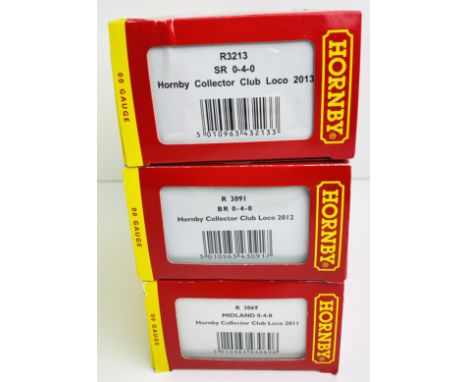 R3213
SR 0-4-0
Hornby Collector Club Loco 2013
5 010963 432133
00 GAUGE
HORNBY
R 3091
BR 0-4-0
Hornby Collector Club Loco 2012
5 010963 430917
00 GAUGE
HORNBY
R 3069
MIDLAND 0-4-0
Hornby Collector Club Loco 2011
00 GAUGE
HORNBY